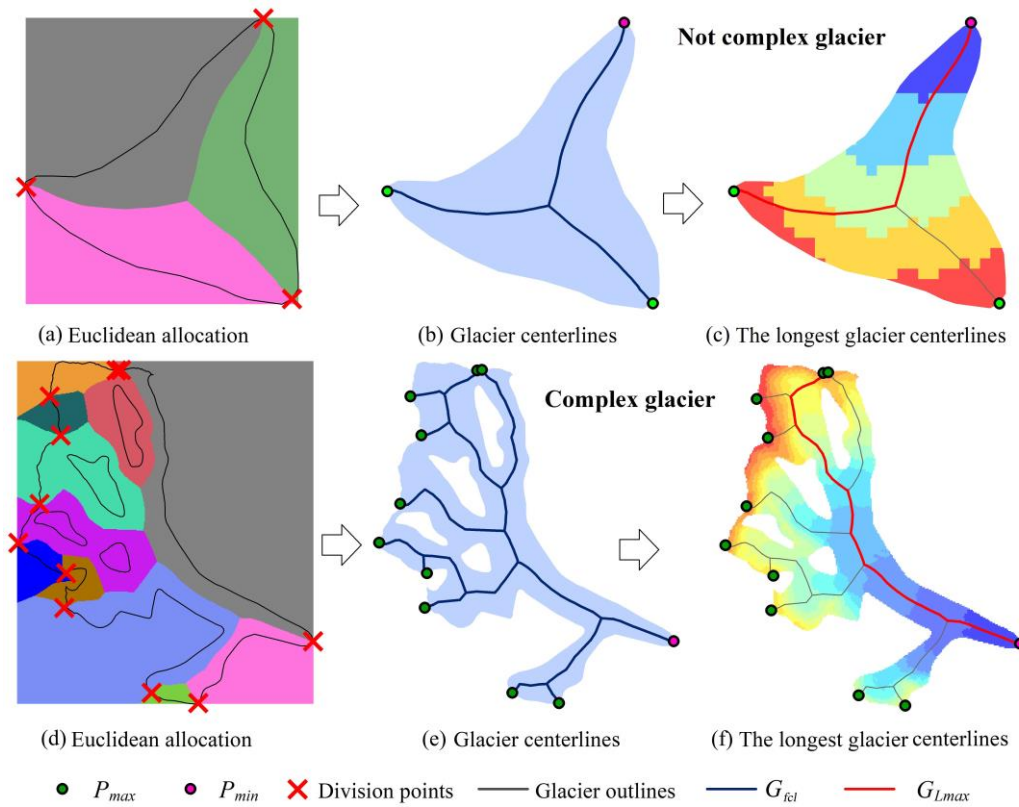 Not complex glacier
(a) Euclidean allocation
(b) Glacier centerlines
(c) The longest glacier centerlines
Complex glacier
(d) Euclidean allocation
(e) Glacier centerlines
(f) The longest glacier centerlines
Pmax Pmin Division points Glacier outlines Gfcl GLmax